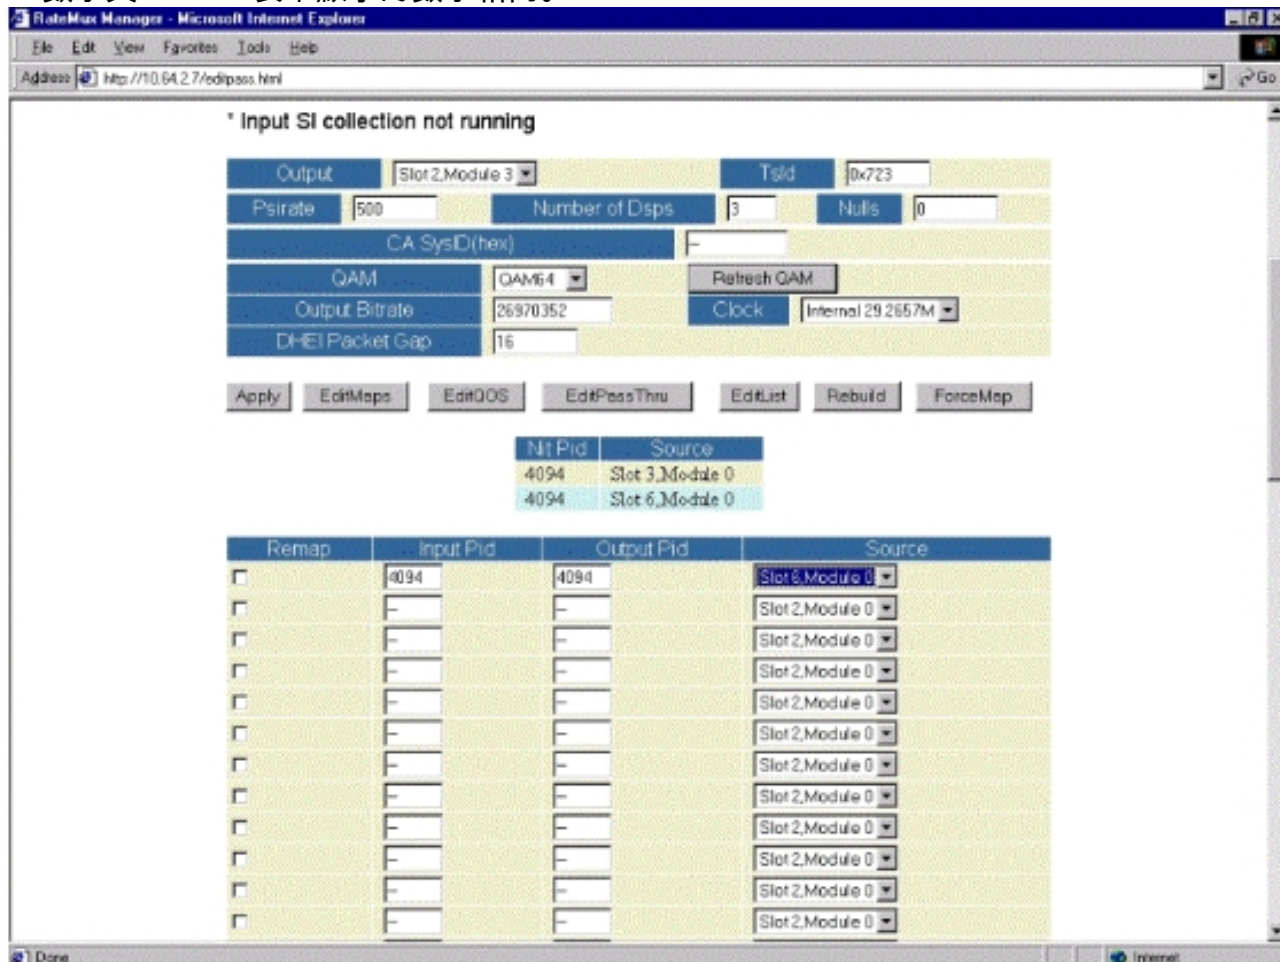 RateMux Manager - Microsoft Internet Explorer
File Edit View Favorites Tools Help
Address http://10.64.2.7/editpass.html Go
* Input SI collection not running
Output Slot 2,Module 3 TsId 0x723
Psirate 500 Number of Dsps 3 Nulls 0
CA SysID(hex) --
QAM QAM64 Refresh QAM
Output Bitrate 26970352 Clock Internal 29.2657M
DHEI Packet Gap 16
Apply EditMaps EditQOS EditPassThru EditList Rebuild ForceMap
Nit Pid Source
4094 Slot 3,Module 0
4094 Slot 6,Module 0
Remap Input Pid Output Pid Source
4094 4094 Slot 6,Module 0
-- -- Slot 2,Module 0
-- -- Slot 2,Module 0
-- -- Slot 2,Module 0
-- -- Slot 2,Module 0
-- -- Slot 2,Module 0
-- -- Slot 2,Module 0
-- -- Slot 2,Module 0
-- -- Slot 2,Module 0
-- -- Slot 2,Module 0
-- -- Slot 2,Module 0
-- -- Slot 2,Module 0
Done Internet